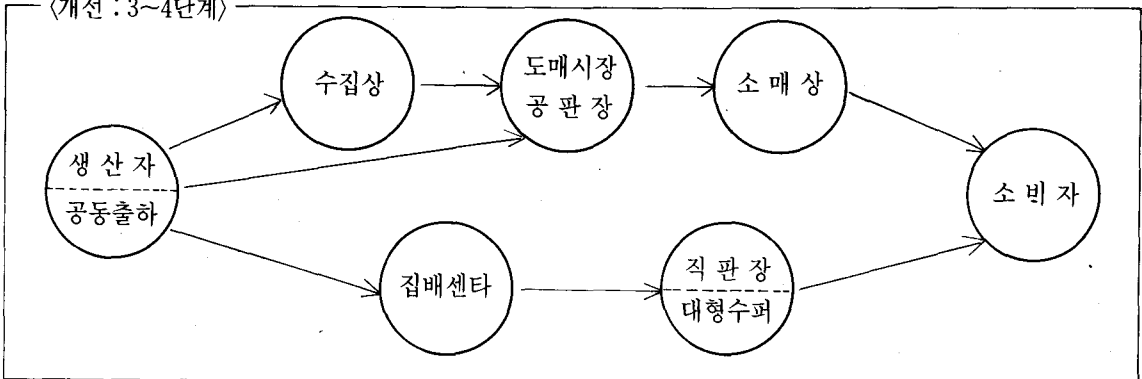 〈개선 : 3~4단계〉
수집상
도매시장
공 판 장
소 매 상
생 산 자
공동출하
소 비 자
집배센타
직 판 장
대형수퍼